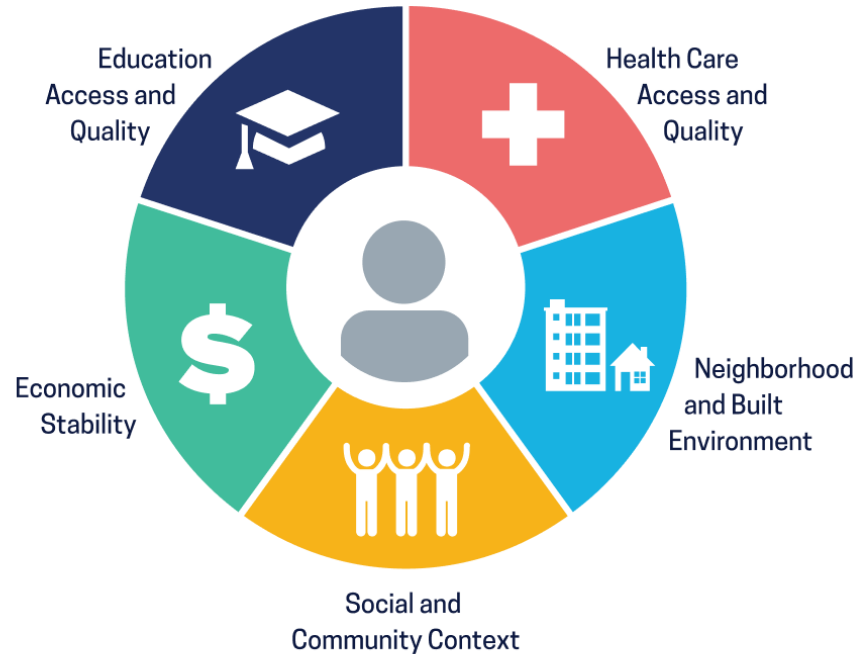 Education
Access and
Quality
Health Care
Access and
Quality
Economic
Stability
Neighborhood
and Built
Environment
Social and
Community Context